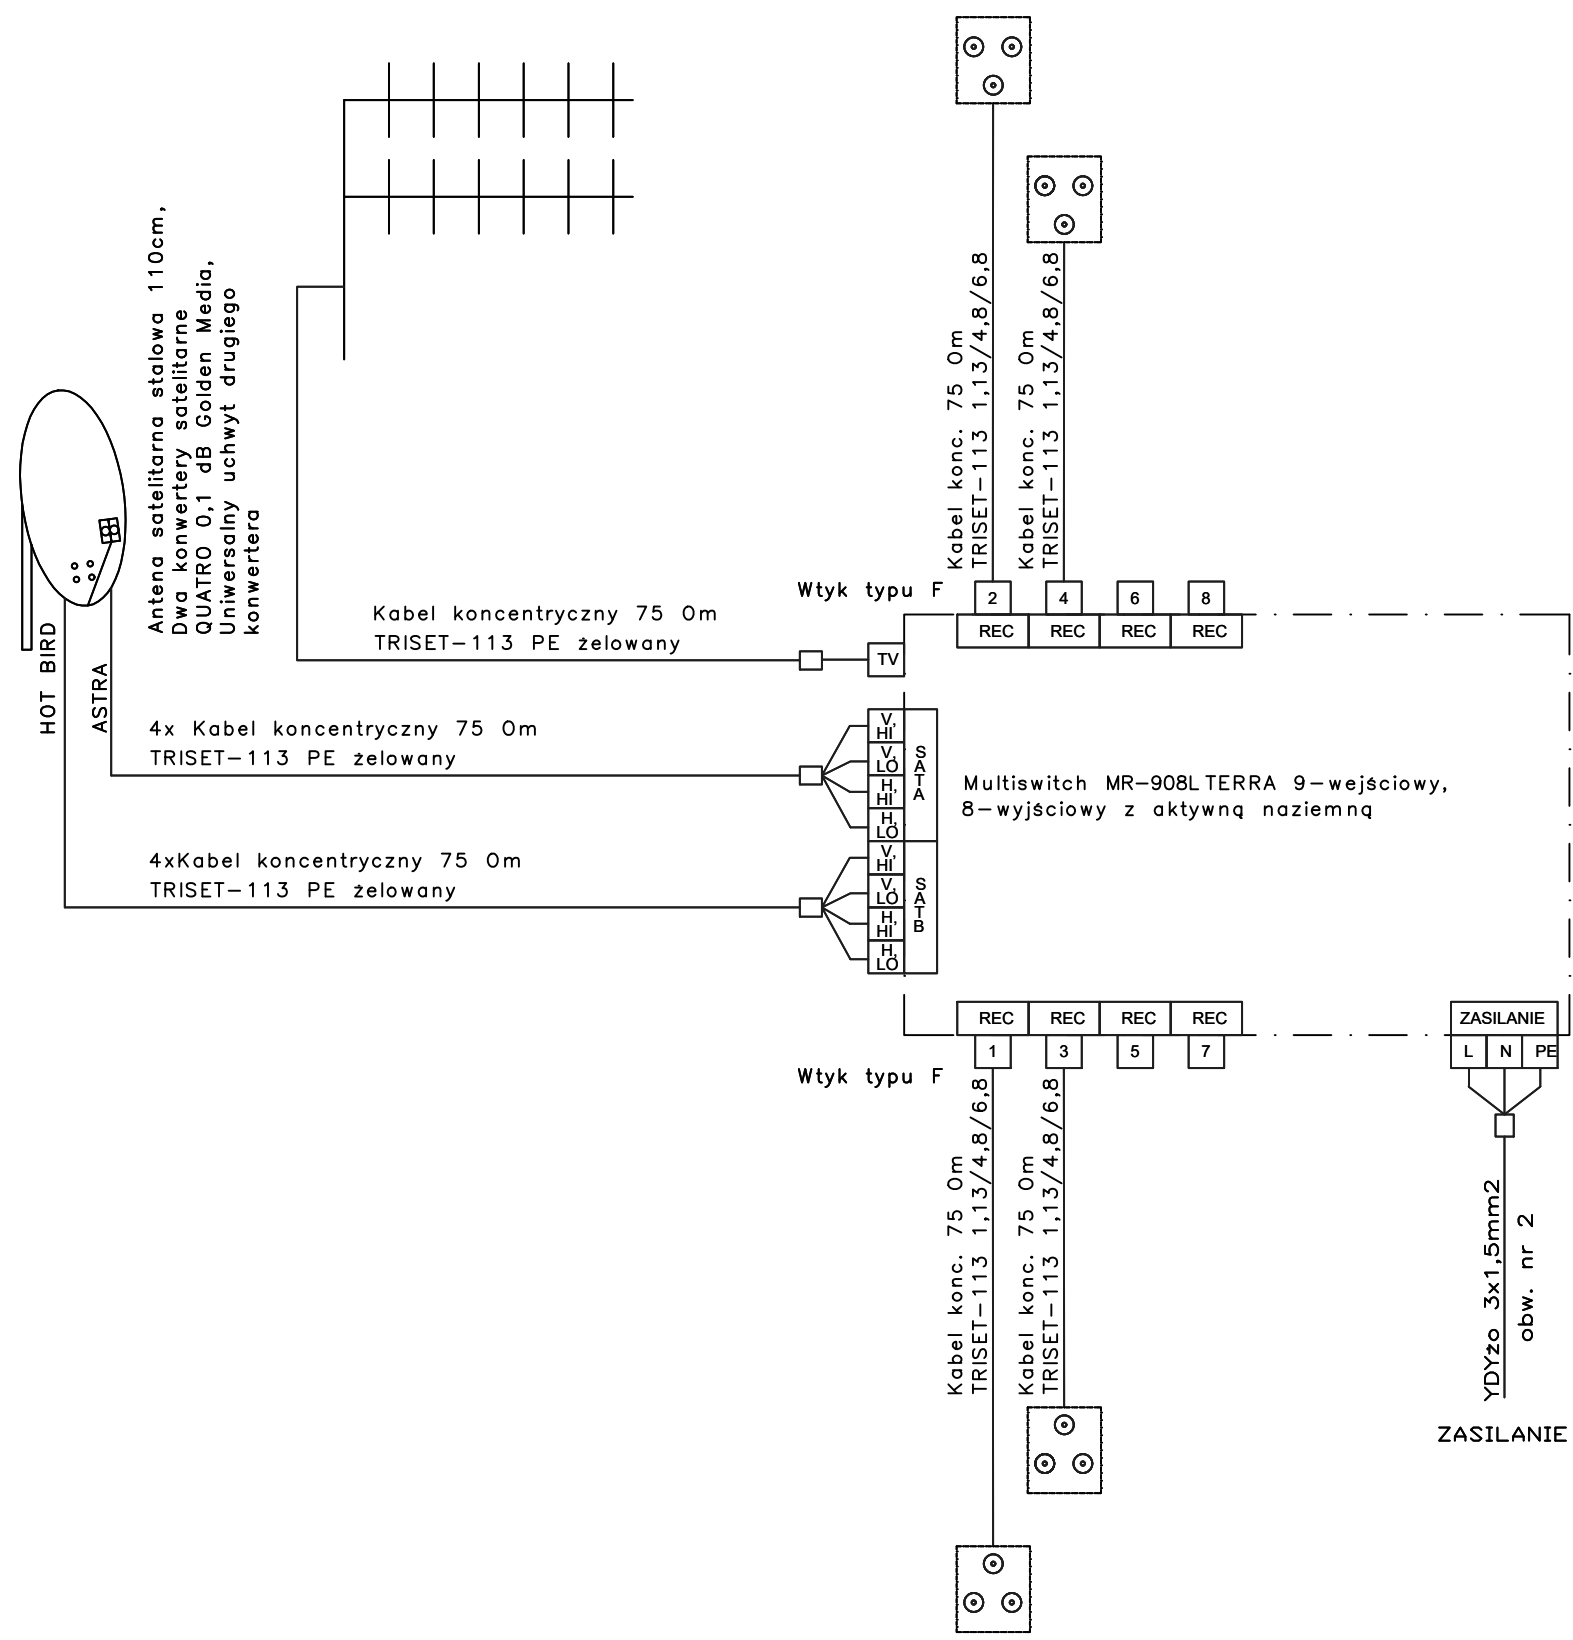 Antena satelitarna stalowa 110cm,
Dwa konwertery satelitarne
QUATRO 0,1 dB Golden Media,
Uniwersalny uchwyt drugiego
konwertera
HOT BIRD
ASTRA
Kabel koncentryczny 75 Om
TRISET-113 PE żelowany
4x Kabel koncentryczny 75 Om
TRISET-113 PE żelowany
4xKabel koncentryczny 75 Om
TRISET-113 PE żelowany
Kabel konc. 75 Om
TRISET-113 1,13/4,8/6,8
Kabel konc. 75 Om
TRISET-113 1,13/4,8/6,8
Wtyk typu F
2
4
6
8
REC
REC
REC
REC
TV
V,
HI
V,
LO
H,
HI
H,
LO
SATA
V,
HI
V,
LO
H,
HI
H,
LO
SATB
Multiswitch MR-908L TERRA 9-wejściowy,
8-wyjściowy z aktywną naziemną
REC
REC
REC
REC
1
3
5
7
Wtyk typu F
ZASILANIE
L
N
PE
Kabel konc. 75 Om
TRISET-113 1,13/4,8/6,8
Kabel konc. 75 Om
TRISET-113 1,13/4,8/6,8
YDYżo 3x1,5mm2
obw. nr 2
ZASILANIE